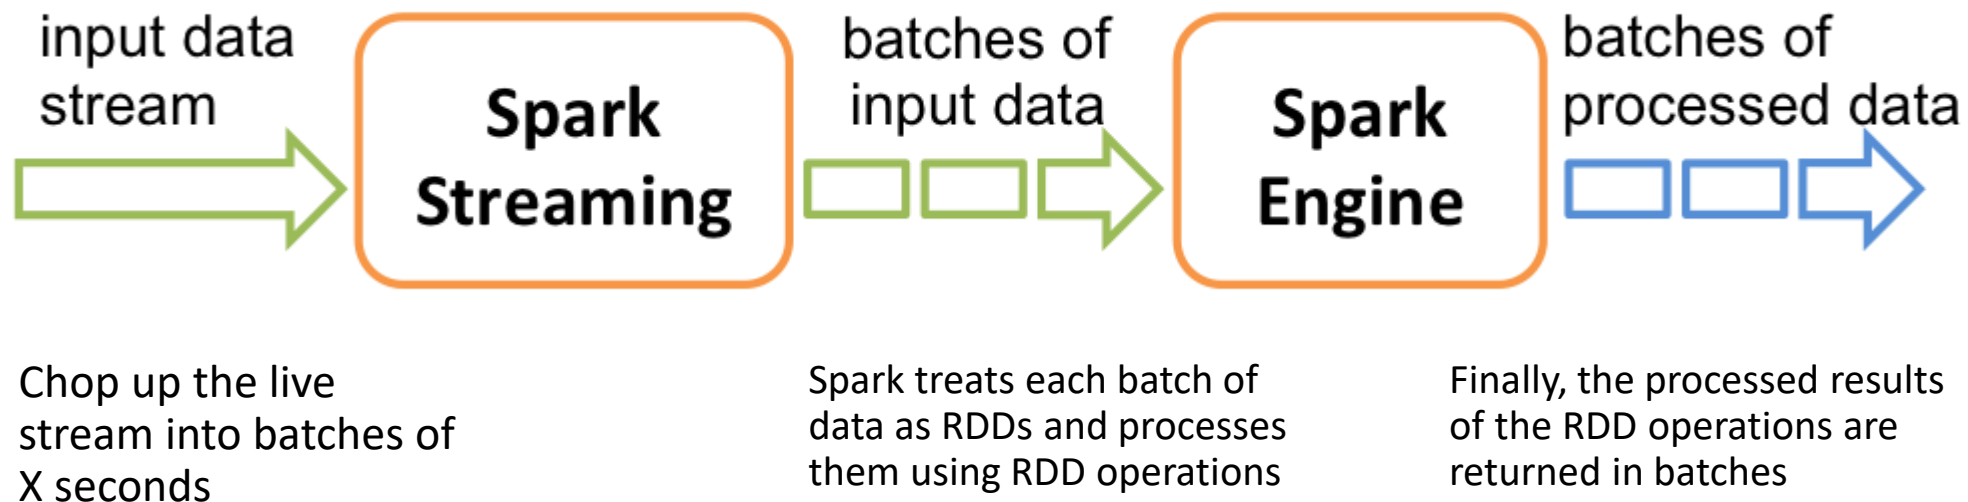 input data
stream
Spark
Streaming
batches of
input data
Spark
Engine
batches of
processed data
Chop up the live
stream into batches of
X seconds
Spark treats each batch of
data as RDDs and processes
them using RDD operations
Finally, the processed results
of the RDD operations are
returned in batches